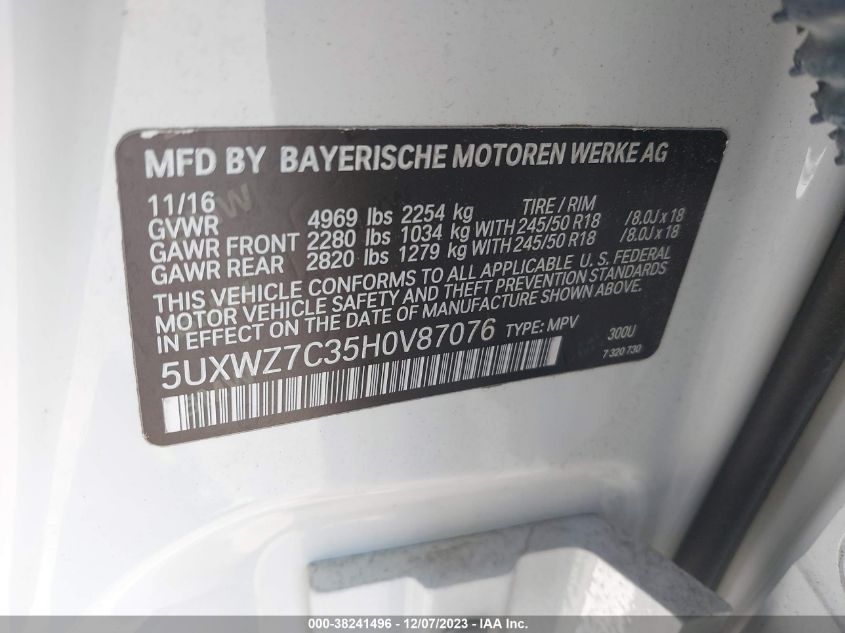 MFD BY BAYERISCHE MOTOREN WERKE AG
11/16 TIRE / RIM
GVWR 4969 lbs 2254 kg
GAWR FRONT 2280 lbs 1034 kg WITH 245/50 R18 /8.0J x 18
GAWR REAR 2820 lbs 1279 kg WITH 245/50 R18 /8.0J x 18
THIS VEHICLE CONFORMS TO ALL APPLICABLE U. S. FEDERAL
MOTOR VEHICLE SAFETY AND THEFT PREVENTION STANDARDS
IN EFFECT ON THE DATE OF MANUFACTURE SHOWN ABOVE.
5UXWZ7C35H0V87076 TYPE: MPV 300U
7 320 730
000-38241496 - 12/07/2023 - IAA Inc.